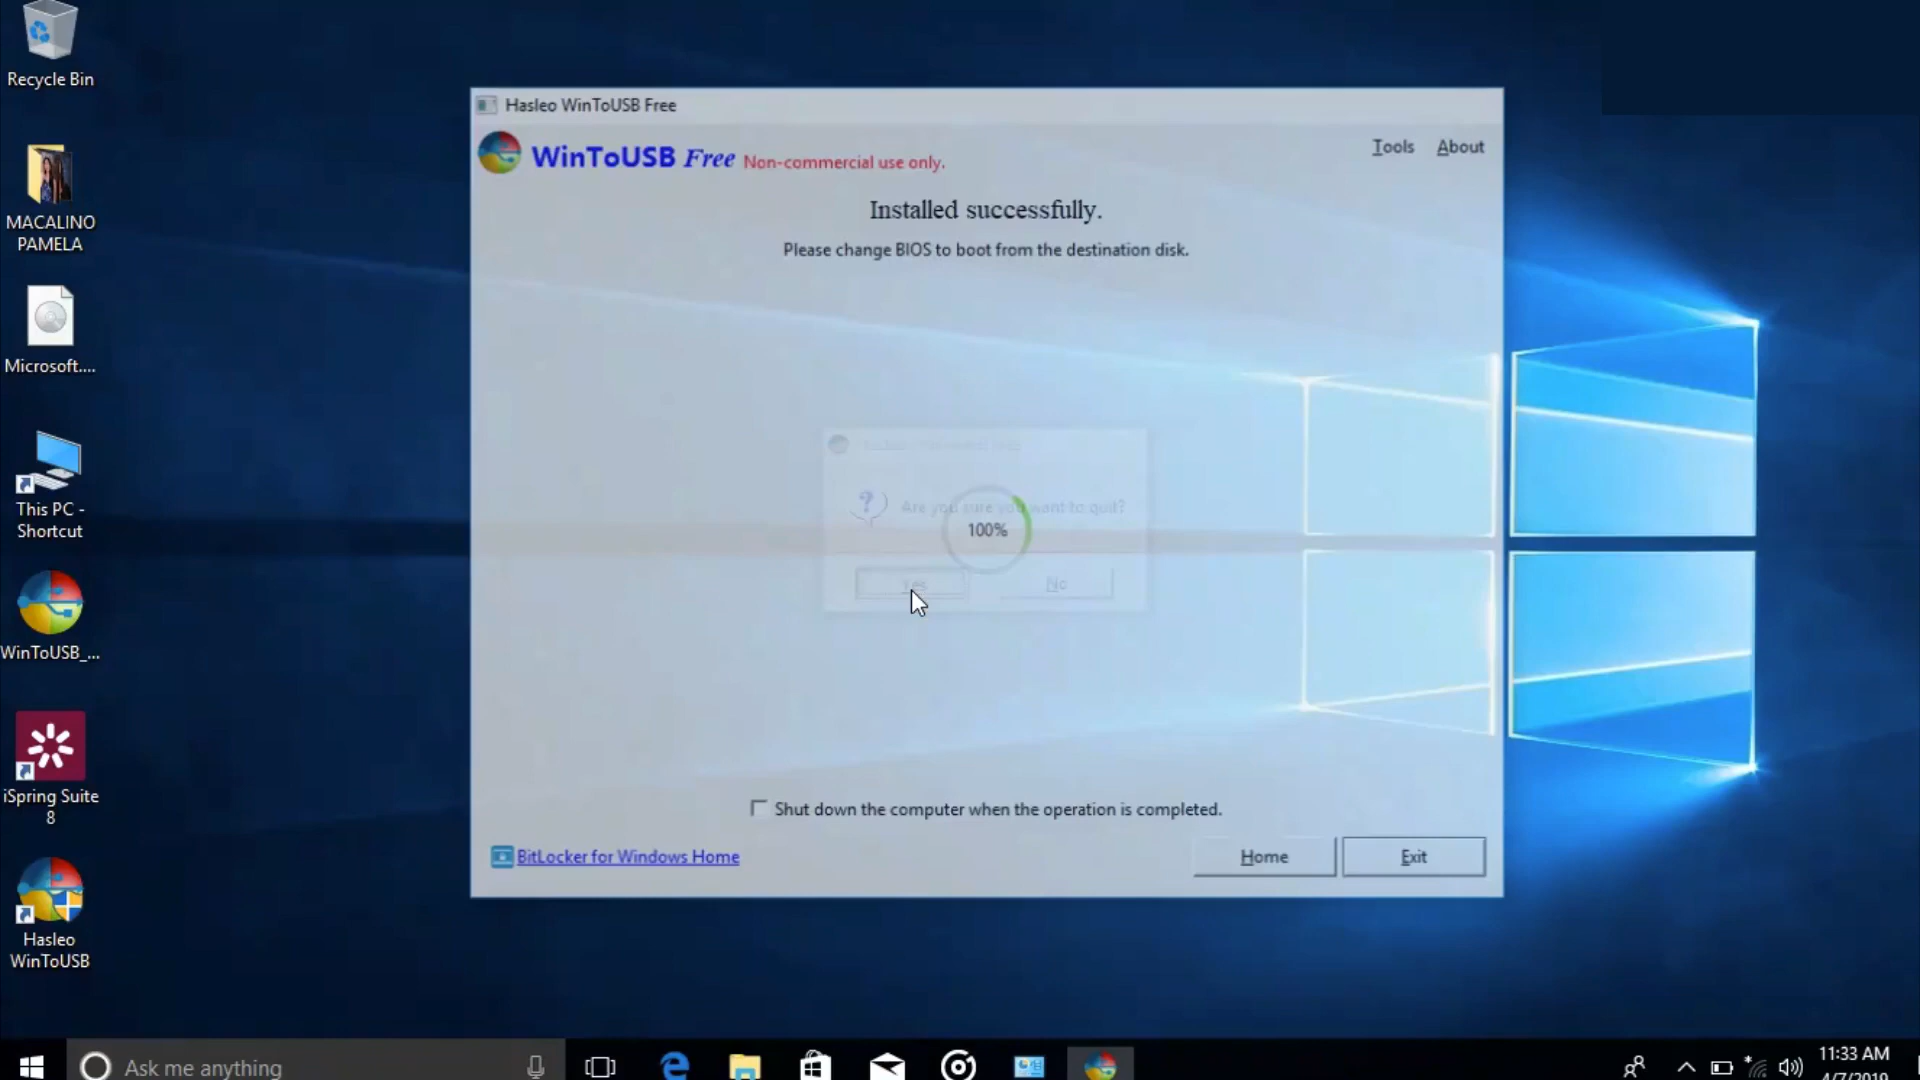 Recycle Bin
MACALINO
PAMELA
Microsoft....
This PC -
Shortcut
WinToUSB_...
iSpring Suite
8
Hasleo
WinToUSB
Hasleo WinToUSB Free
WinToUSB Free Non-commercial use only.
Tools About
Installed successfully.
Please change BIOS to boot from the destination disk.
Are you sure you want to quit?
100%
Yes No
Shut down the computer when the operation is completed.
BitLocker for Windows Home
Home Exit
Ask me anything
11:33 AM
4/7/2019